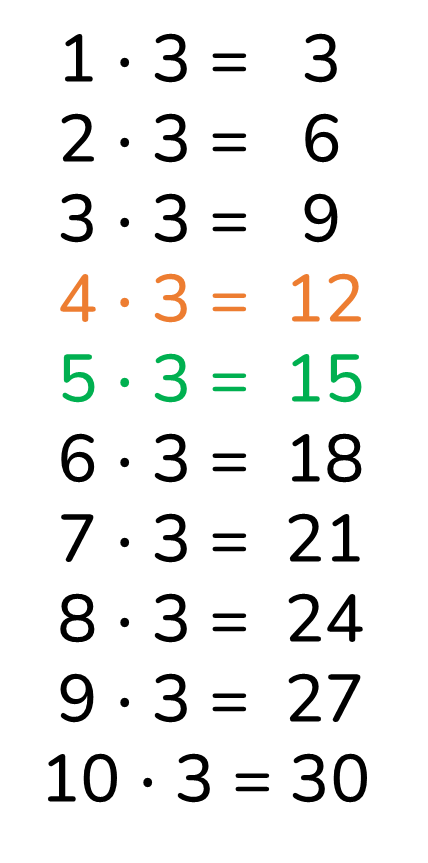 1 · 3 = 3
2 · 3 = 6
3 · 3 = 9
4 · 3 = 12
5 · 3 = 15
6 · 3 = 18
7 · 3 = 21
8 · 3 = 24
9 · 3 = 27
10 · 3 = 30